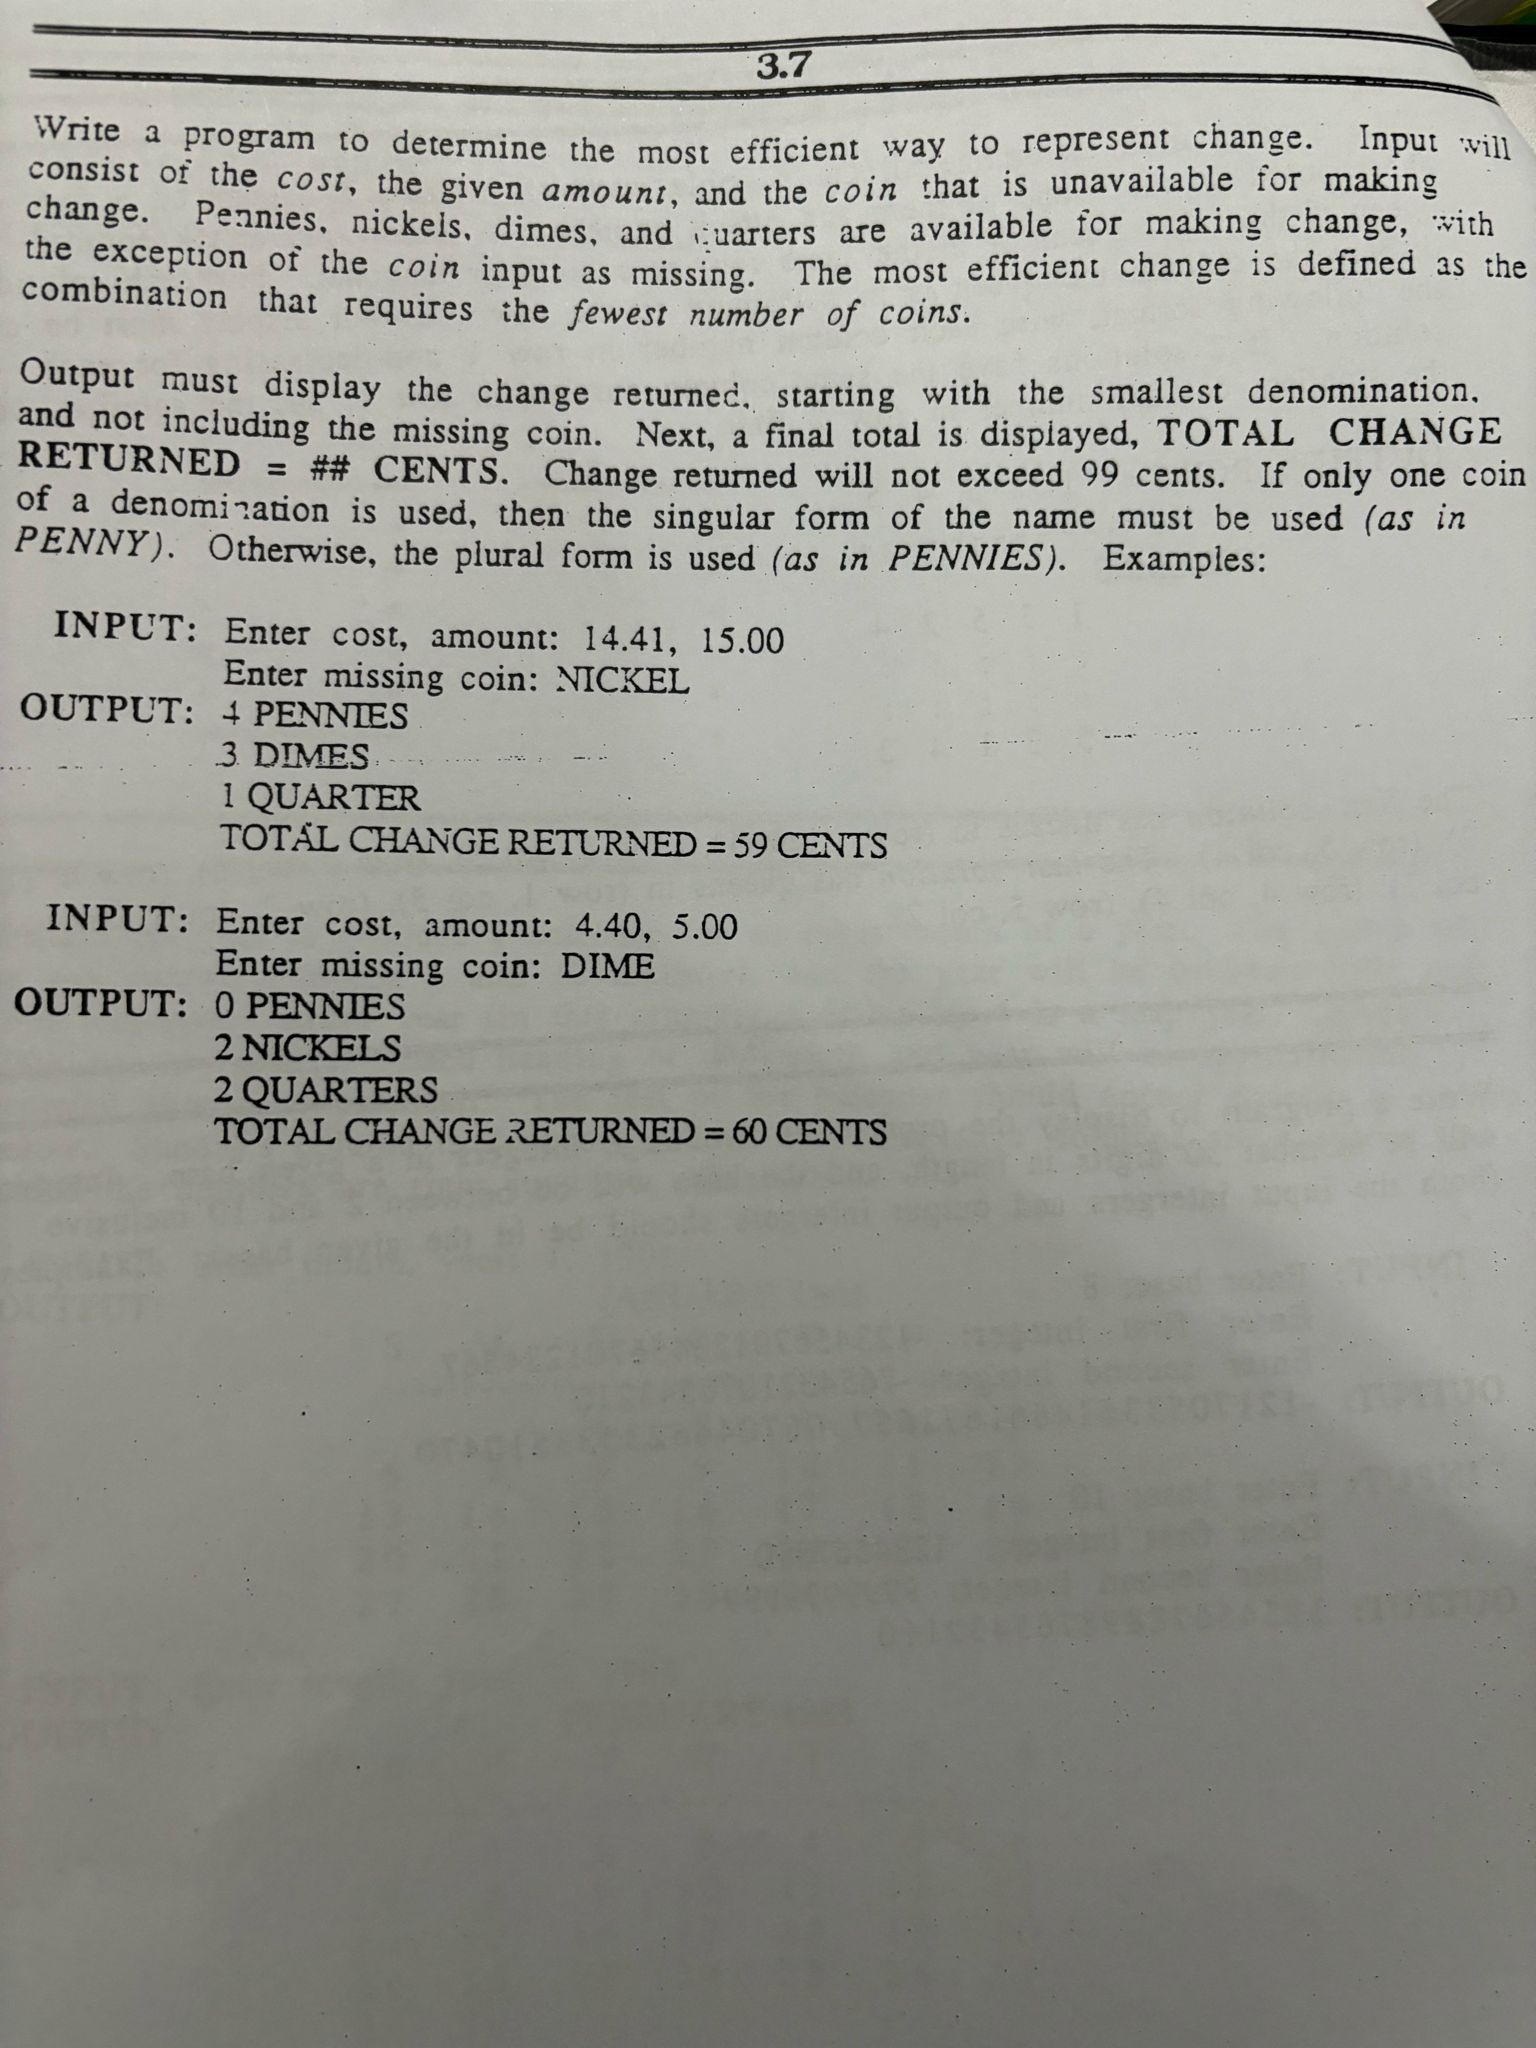 3.7
Write a program to determine the most efficient way to represent change. Input will
consist of the cost, the given amount, and the coin that is unavailable for making
change. Pennies, nickels, dimes, and quarters are available for making change, with
the exception of the coin input as missing. The most efficient change is defined as the
combination that requires the fewest number of coins.
Output must display the change returned, starting with the smallest denomination,
and not including the missing coin. Next, a final total is displayed, TOTAL CHANGE
RETURNED = ## CENTS. Change returned will not exceed 99 cents. If only one coin
of a denomination is used, then the singular form of the name must be used (as in
PENNY). Otherwise, the plural form is used (as in PENNIES). Examples:
INPUT: Enter cost, amount: 14.41, 15.00
Enter missing coin: NICKEL
OUTPUT: 4 PENNIES
3 DIMES
1 QUARTER
TOTAL CHANGE RETURNED = 59 CENTS
INPUT: Enter cost, amount: 4.40, 5.00
Enter missing coin: DIME
OUTPUT: 0 PENNIES
2 NICKELS
2 QUARTERS
TOTAL CHANGE RETURNED = 60 CENTS